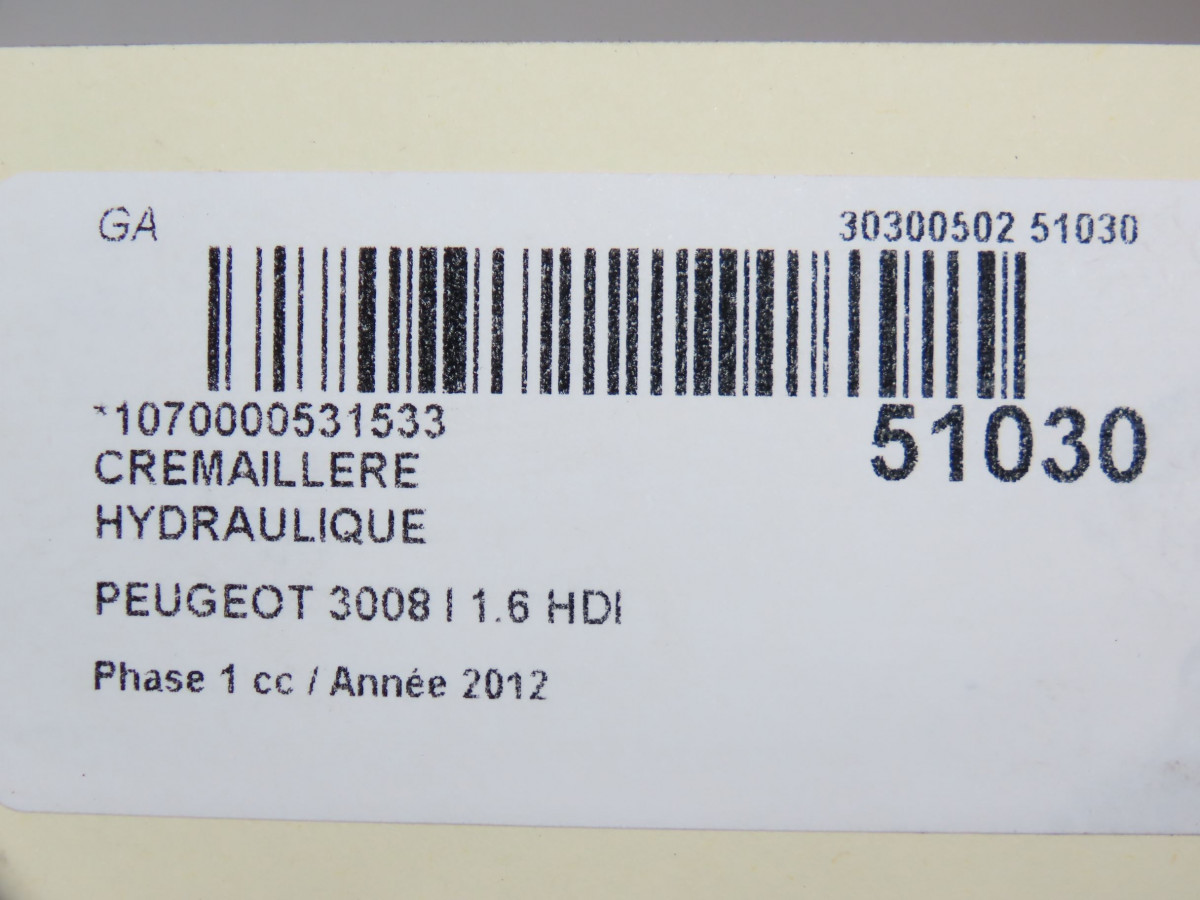 GA
30300502 51030
*1070000531533
51030
CREMAILLERE
HYDRAULIQUE
PEUGEOT 3008 I 1.6 HDI
Phase 1 cc / Année 2012